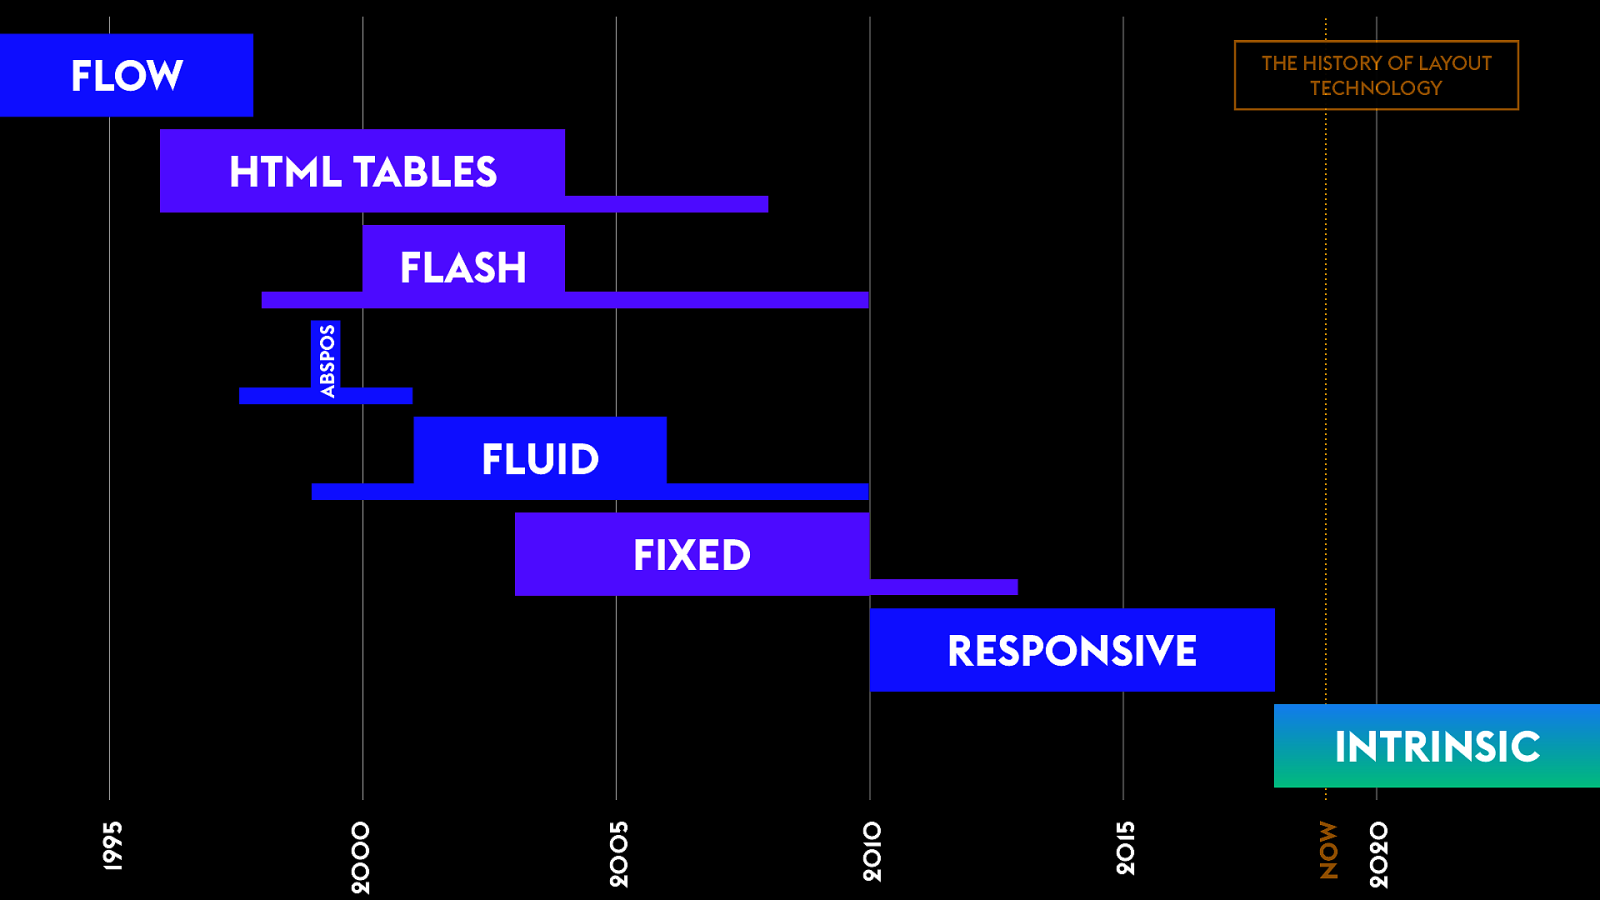 FLOW
THE HISTORY OF LAYOUT
TECHNOLOGY
HTML TABLES
FLASH
ABSPOS
FLUID
FIXED
RESPONSIVE
INTRINSIC
1995
2000
2005
2010
2015
NOW
2020